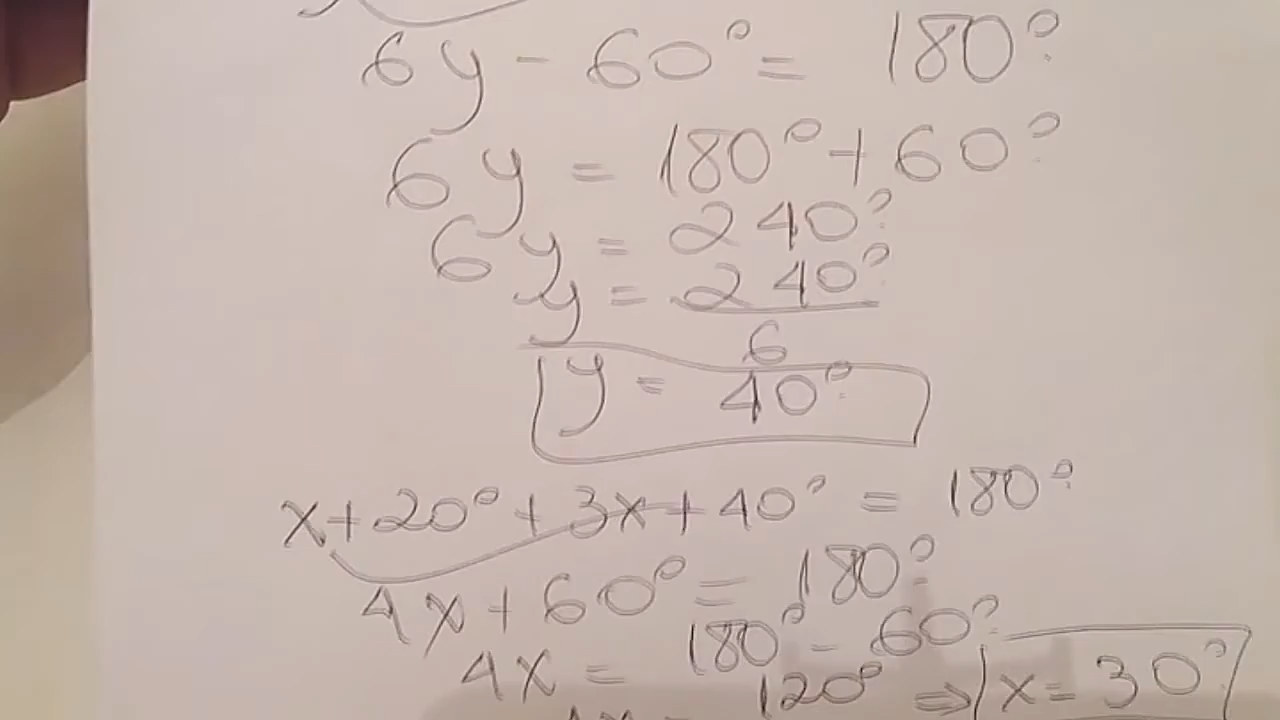 6y - 60° = 180°
6y = 180° + 60°
6y = 240°
y = 240°
6
y = 40°
x + 20° + 3x + 40° = 180°
4x + 60° = 180°
4x = 180° - 60°
120° ⇒ x = 30°